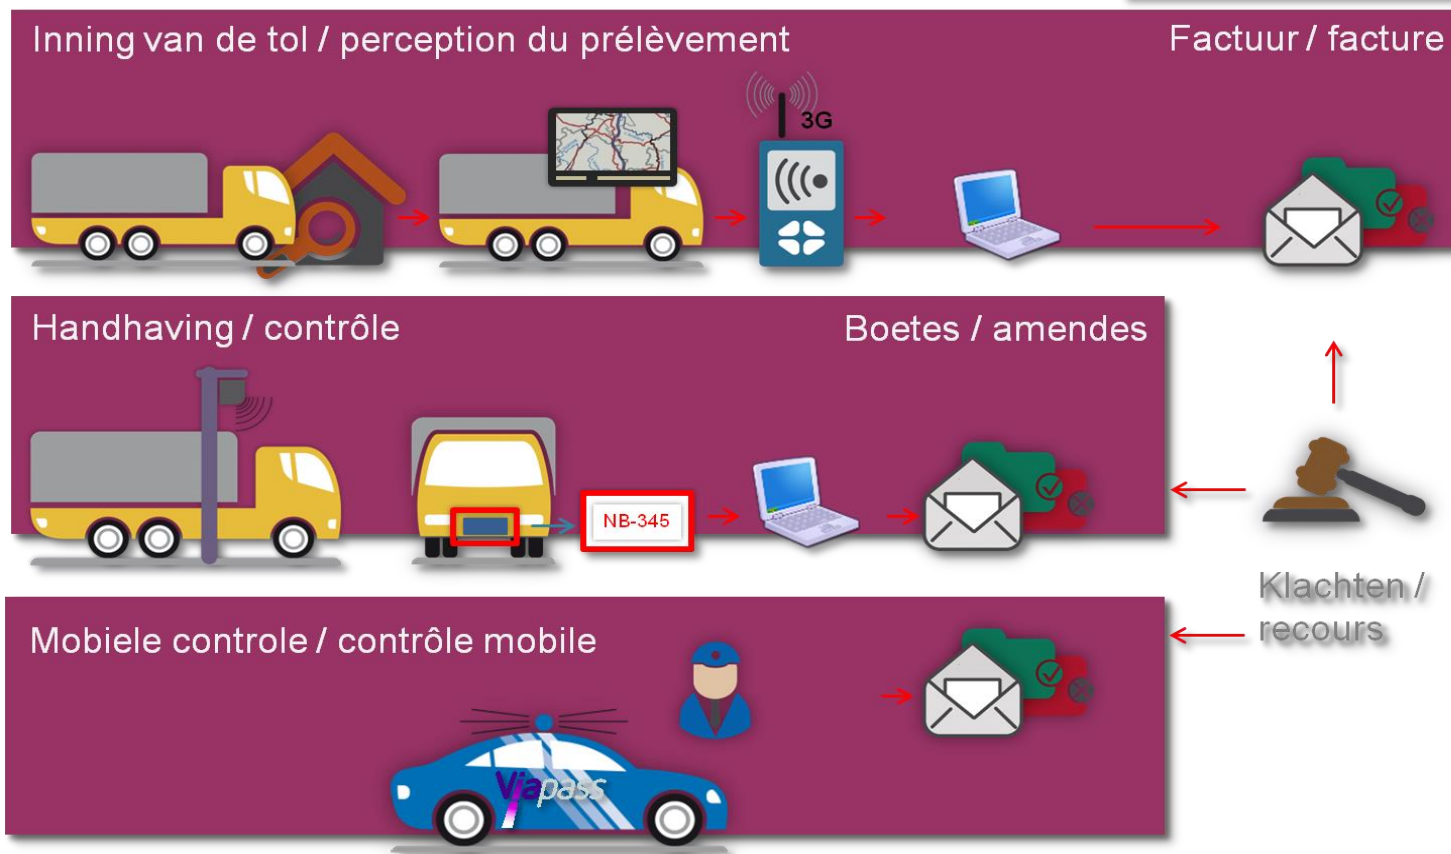 Inning van de tol / perception du prélèvement
Factuur / facture
3G
Handhaving / contrôle
Boetes / amendes
NB-345
Klachten /
recours
Mobiele controle / contrôle mobile
Viapass